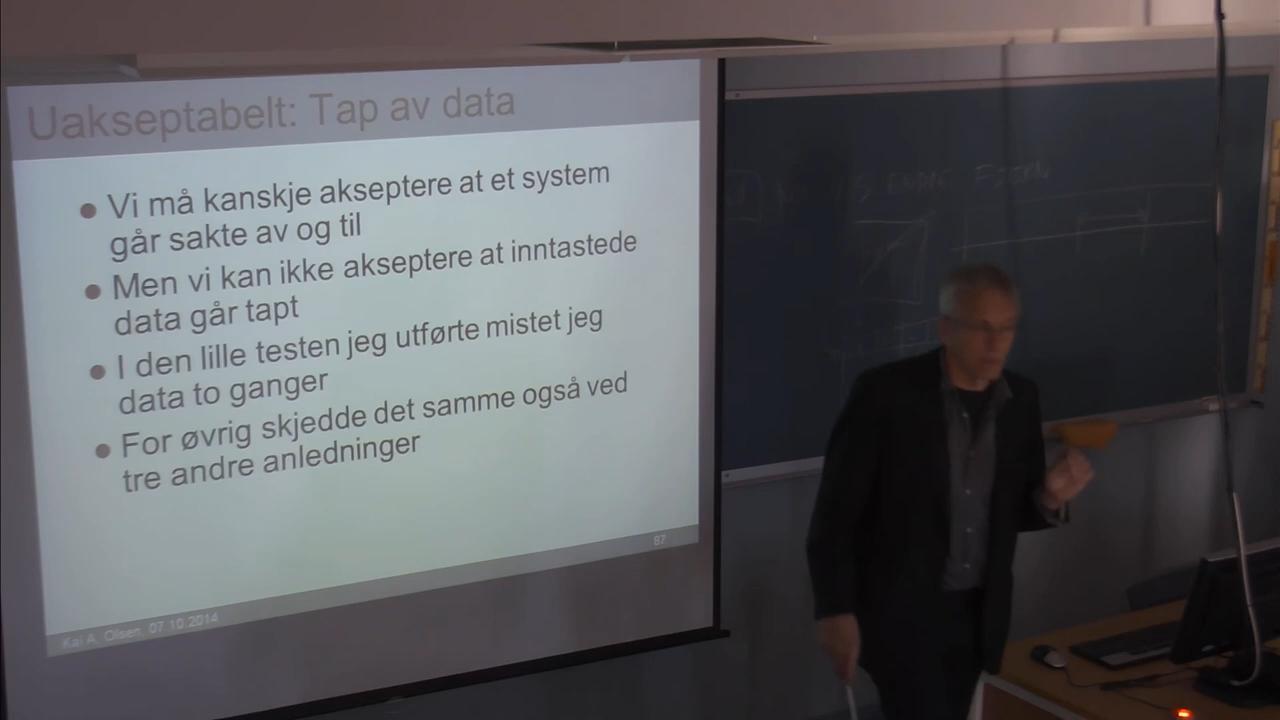 Uakseptabelt: Tap av data
Vi må kanskje akseptere at et system
går sakte av og til
Men vi kan ikke akseptere at inntastede
data går tapt
I den lille testen jeg utførte mistet jeg
data to ganger
For øvrig skjedde det samme også ved
tre andre anledninger
87
Kai A. Olsen, 07.10.2014